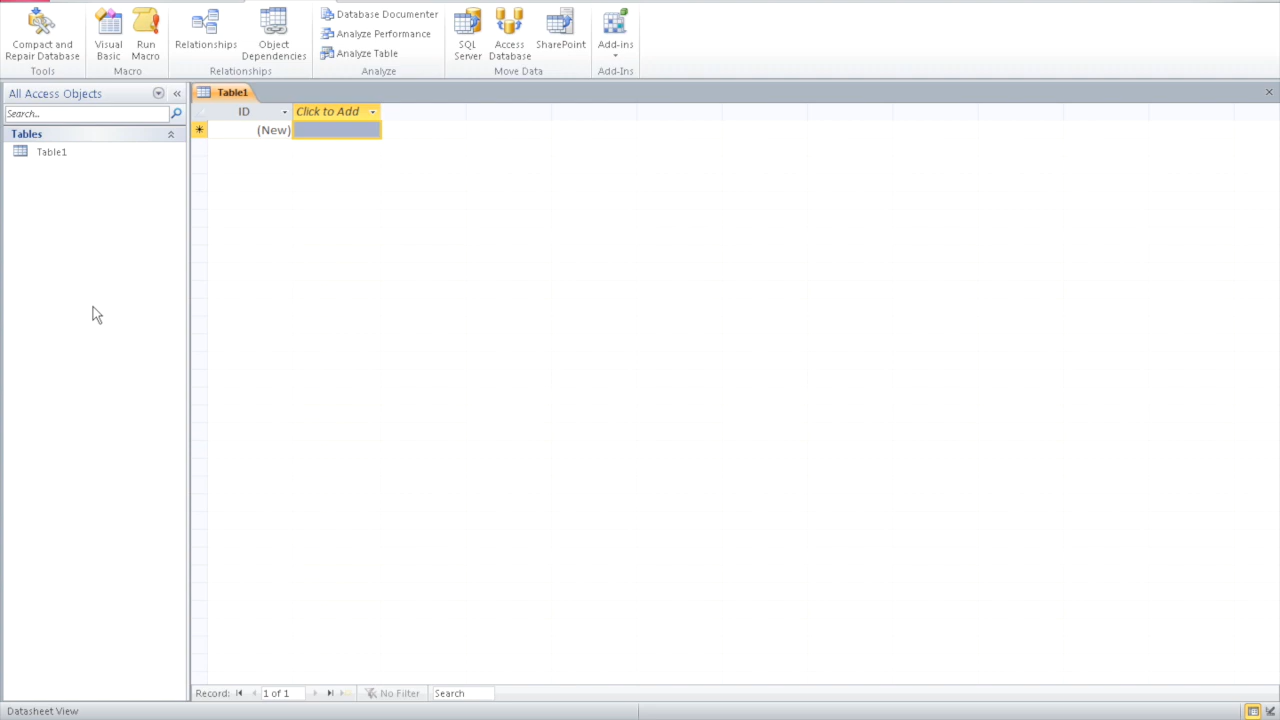 Compact and
Repair Database
Tools
Visual
Basic
Run
Macro
Macro
Relationships
Object
Dependencies
Relationships
Database Documenter
Analyze Performance
Analyze Table
Analyze
SQL
Server
Access
Database
SharePoint
Move Data
Add-ins
Add-Ins
All Access Objects
Search..
Tables
Table1
Table1
ID
Click to Add
(New)
Record:
1 of 1
No Filter
Search
Datasheet View